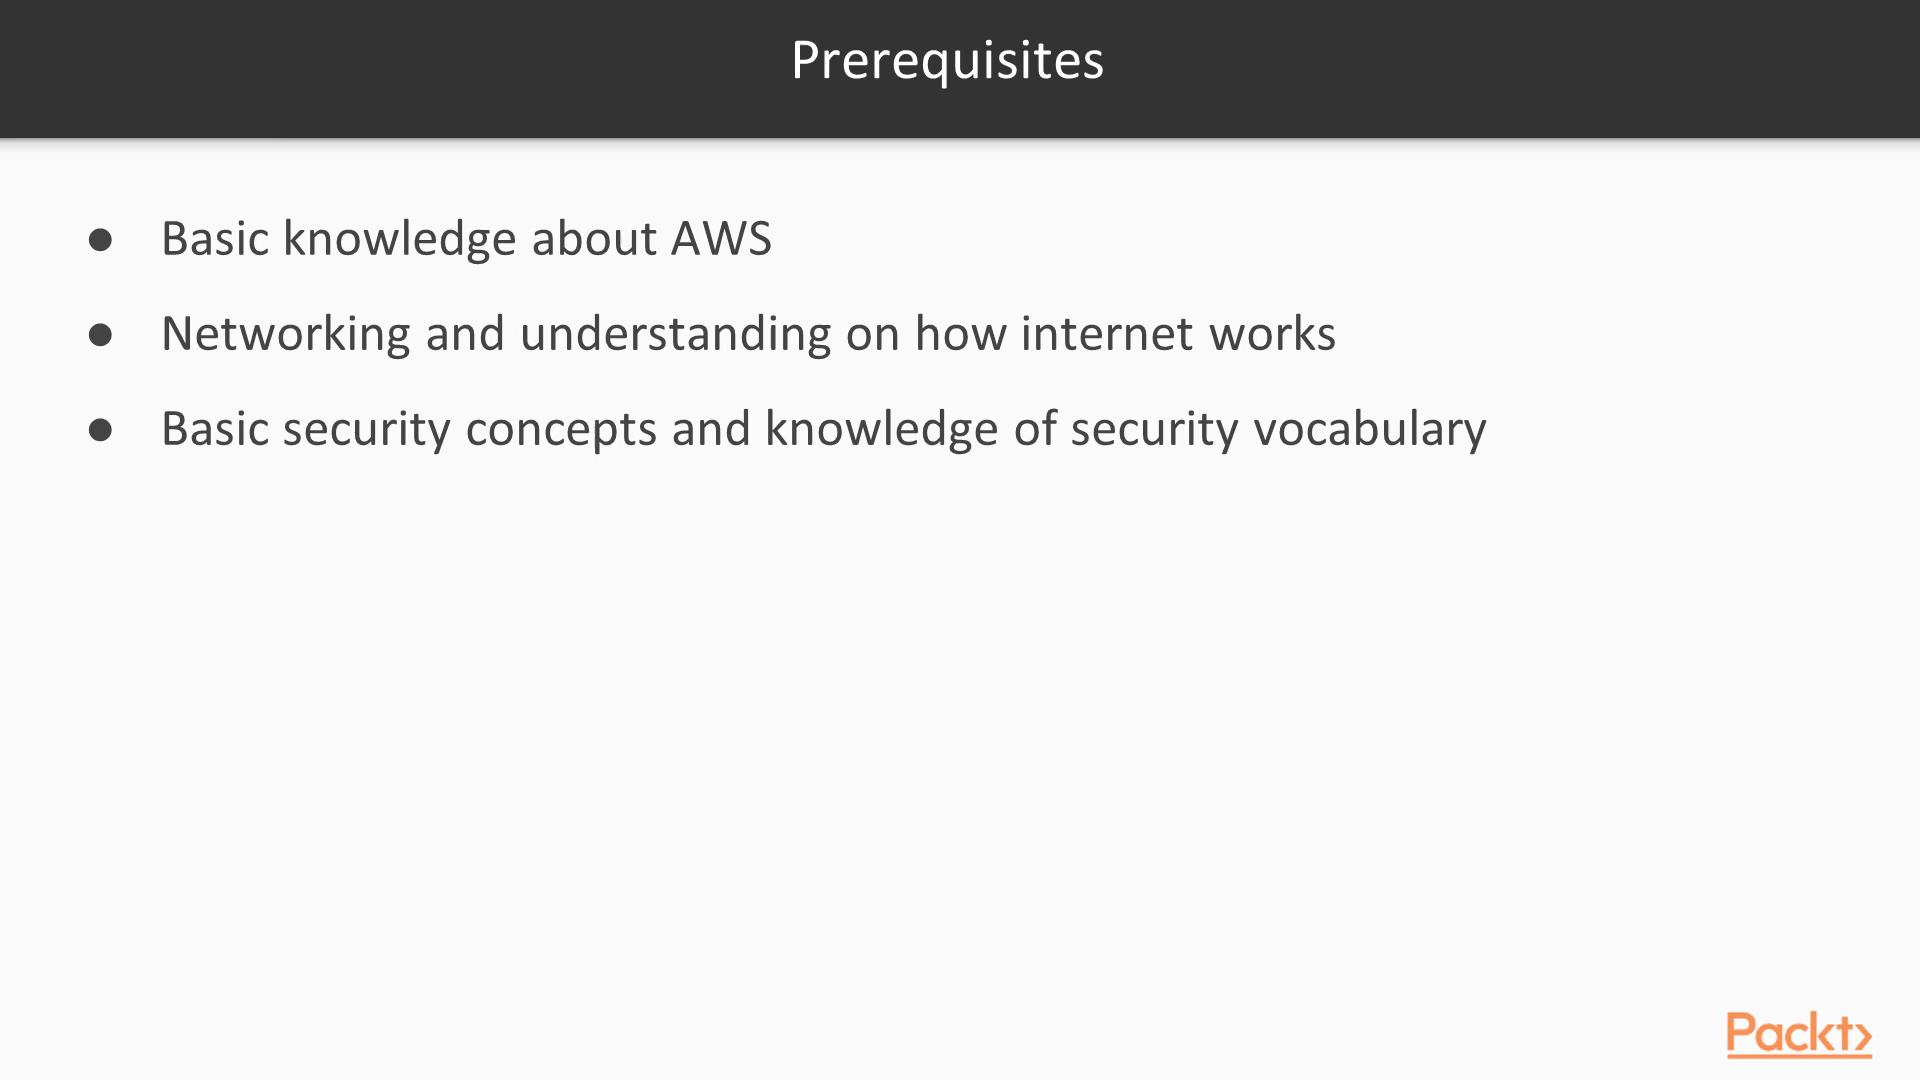 Prerequisites
● Basic knowledge about AWS
● Networking and understanding on how internet works
● Basic security concepts and knowledge of security vocabulary
Packt>